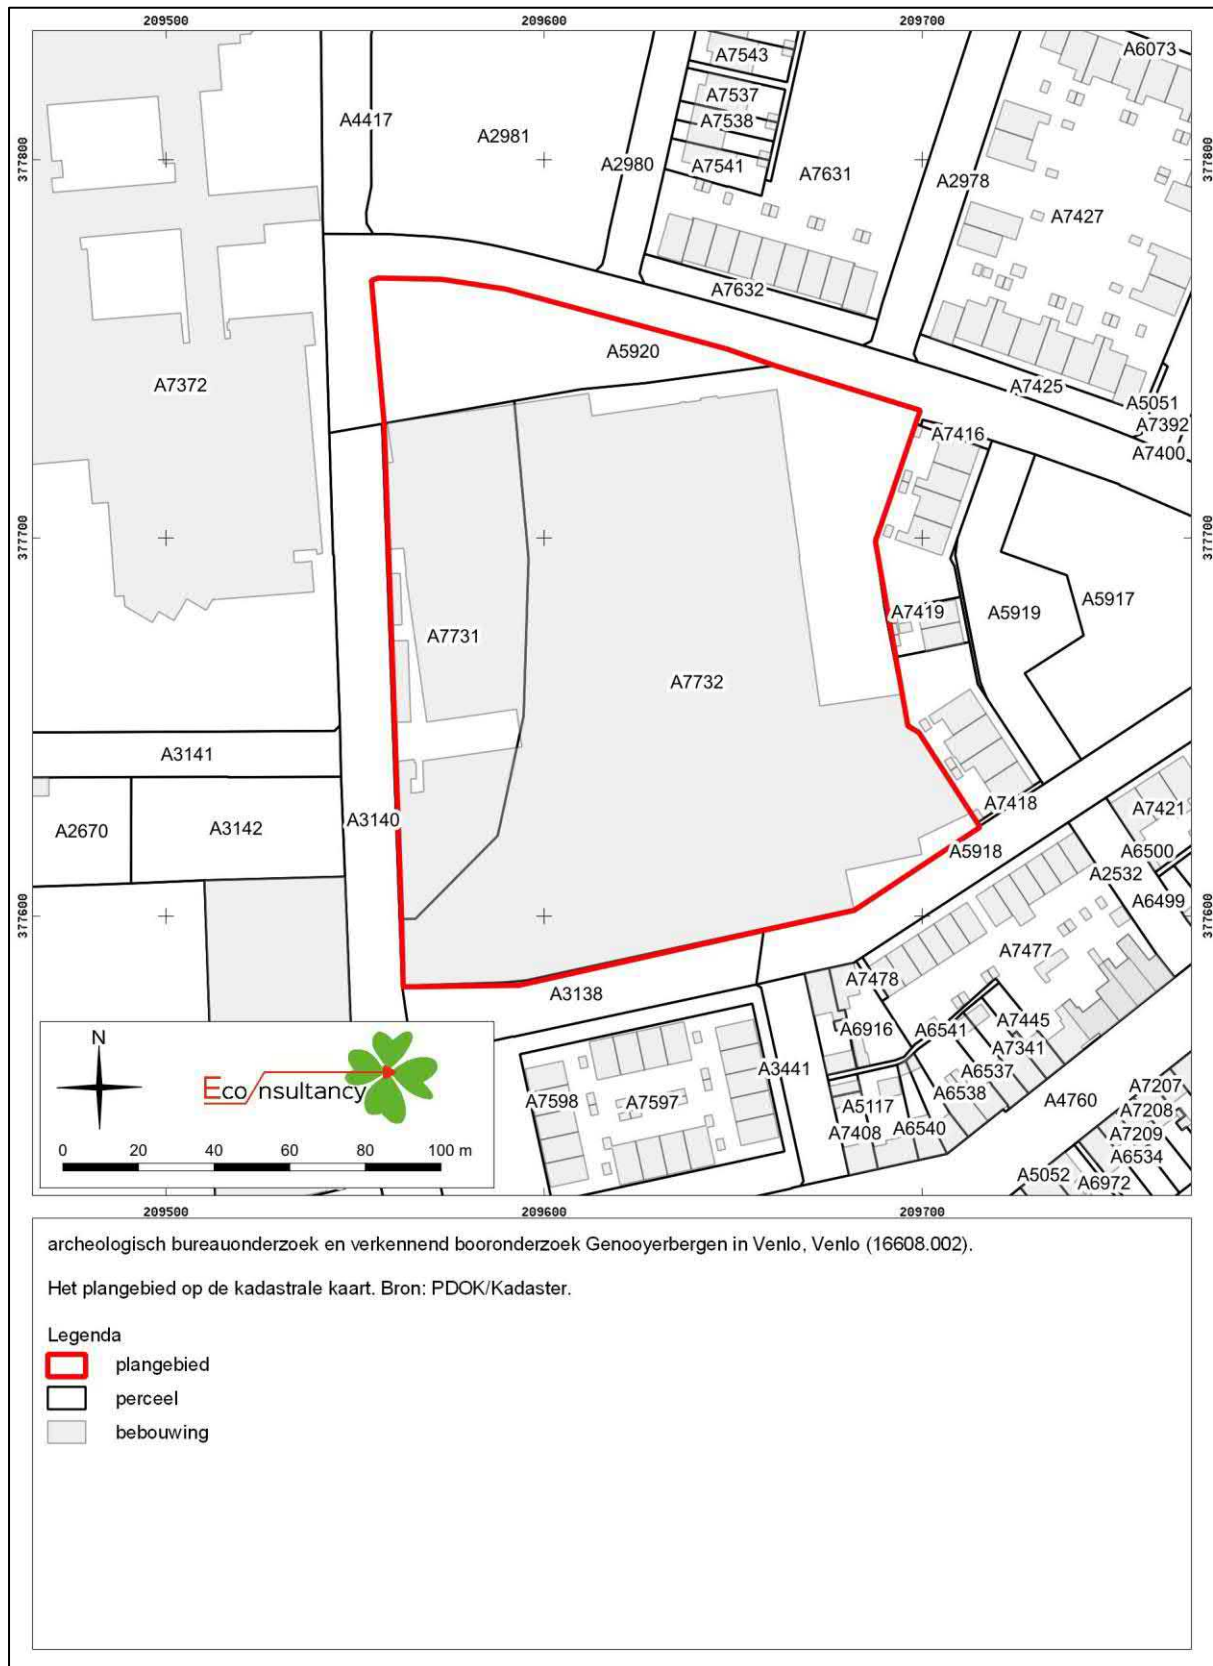 209500 209600 209700
A7543
A6073
A7537
A4417
A2981
A7538
377800
A2980
A7541
A7631
A2978
377800
A7427
A7632
A5920
A7372
A7425
A5051
A7392
A7416
A7400
377700
377700
A7419
A5919
A5917
A7731
A7732
A3141
A2670
A3142
A3140
A7418
A7421
A5918
A6500
A2532
A6499
377600
377600
A7477
A7478
A3138
A6916
A6541
A7445
A7341
A3441
A6537
A7598
A7597
A5117
A6538
A4760
A7207
A7208
A7408
A6540
A7209
A6534
A5052
A6972
N
Econsultancy
0 20 40 60 80 100 m
209500 209600 209700
archeologisch bureauonderzoek en verkennend booronderzoek Genooyerbergen in Venlo, Venlo (16608.002).
Het plangebied op de kadastrale kaart. Bron: PDOK/Kadaster.
Legenda
plangebied
perceel
bebouwing